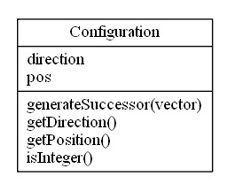 Configuration
direction
pos
generateSuccessor(vector)
getDirection()
getPosition()
isInteger()